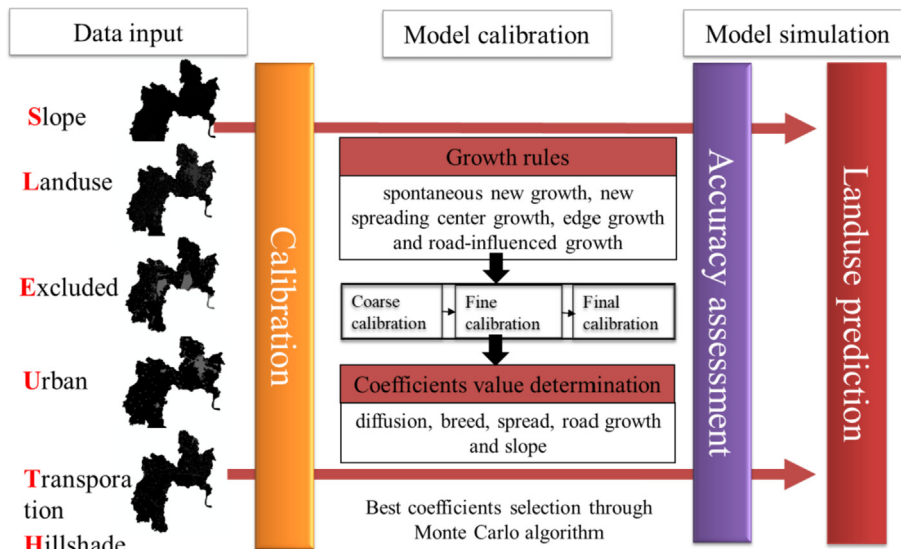 Data input
Model calibration
Model simulation
Slope
Landuse
Excluded
Urban
Transpora
tion
Hillshade
Calibration
Growth rules
spontaneous new growth, new
spreading center growth, edge growth
and road-influenced growth
Coarse
calibration
Fine
calibration
Final
calibration
Coefficients value determination
diffusion, breed, spread, road growth
and slope
Best coefficients selection through
Monte Carlo algorithm
Accuracy assessment
Landuse prediction